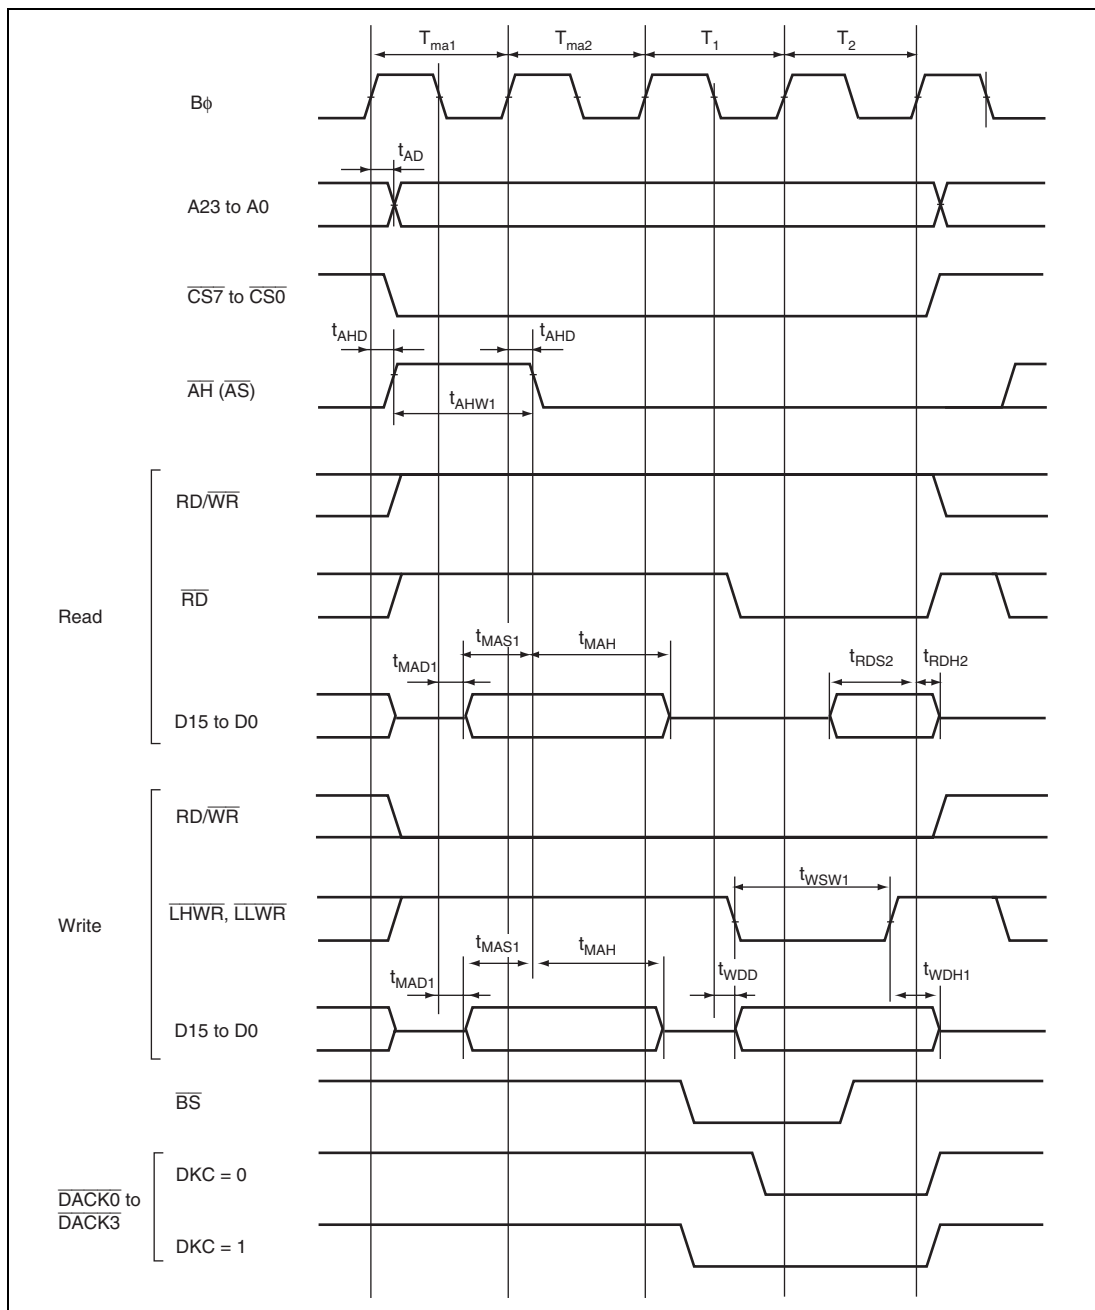 Tma1 Tma2 T1 T2
Bφ
tAD
A23 to A0
CS7 to CS0
tAHD tAHD
AH (AS)
tAHW1
Read
RD/WR
RD
tMAS1 tMAH
tMAD1 tRDS2 tRDH2
D15 to D0
Write
RD/WR
tWSW1
LHWR, LLWR
tMAS1 tMAH
tMAD1 tWDD tWDH1
D15 to D0
BS
DACK0 to
DACK3
DKC = 0
DKC = 1